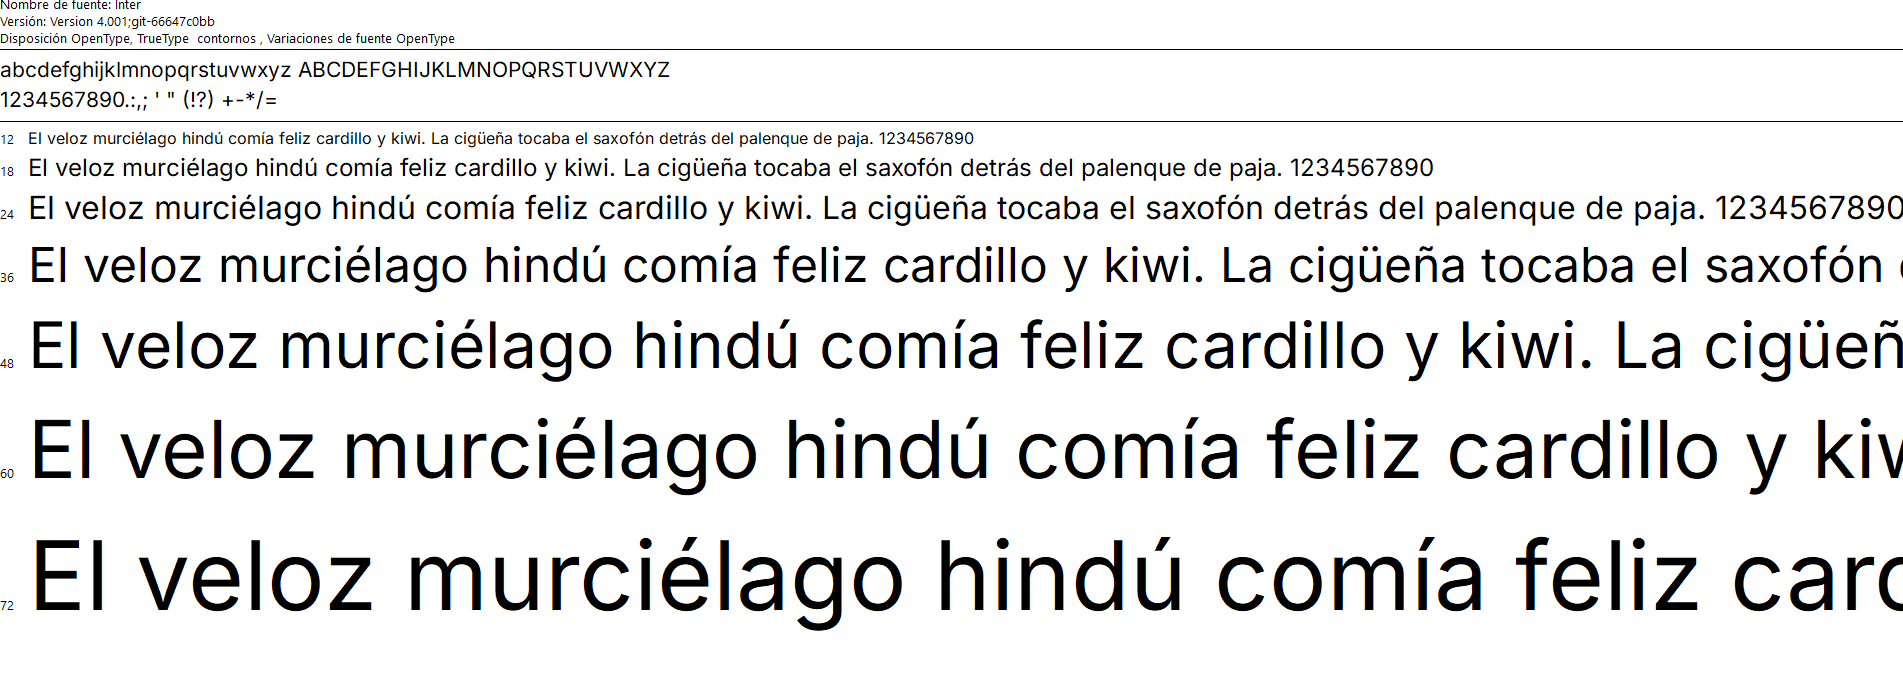 Nombre de fuente: Inter
Versión: Version 4.001;git-66647c0bb
Disposición OpenType, TrueType  contornos , Variaciones de fuente OpenType
abcdefghijklmnopqrstuvwxyz ABCDEFGHIJKLMNOPQRSTUVWXYZ
1234567890.:,; ' " (!?) +-*/=
12 El veloz murciélago hindú comía feliz cardillo y kiwi. La cigüeña tocaba el saxofón detrás del palenque de paja. 1234567890
18 El veloz murciélago hindú comía feliz cardillo y kiwi. La cigüeña tocaba el saxofón detrás del palenque de paja. 1234567890
24 El veloz murciélago hindú comía feliz cardillo y kiwi. La cigüeña tocaba el saxofón detrás del palenque de paja. 1234567890
36 El veloz murciélago hindú comía feliz cardillo y kiwi. La cigüeña tocaba el saxofón
48 El veloz murciélago hindú comía feliz cardillo y kiwi. La cigüeñ
60 El veloz murciélago hindú comía feliz cardillo y kiw
72 El veloz murciélago hindú comía feliz card